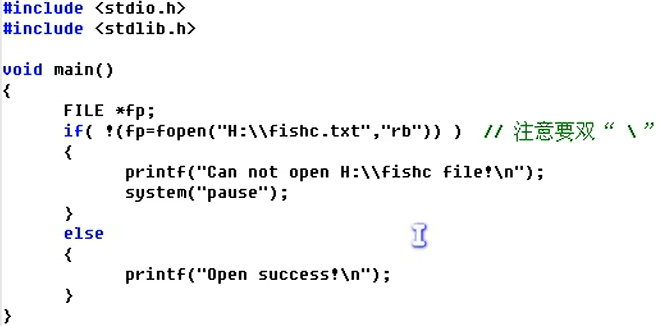 #include <stdio.h>
#include <stdlib.h>
void main()
{
FILE *fp;
if( !(fp=fopen("H:\\fishc.txt","rb")) ) // 注意要双“ \ ”
{
printf("Can not open H:\\fishc file!\n");
system("pause");
}
else
{
printf("Open success!\n");
}
}